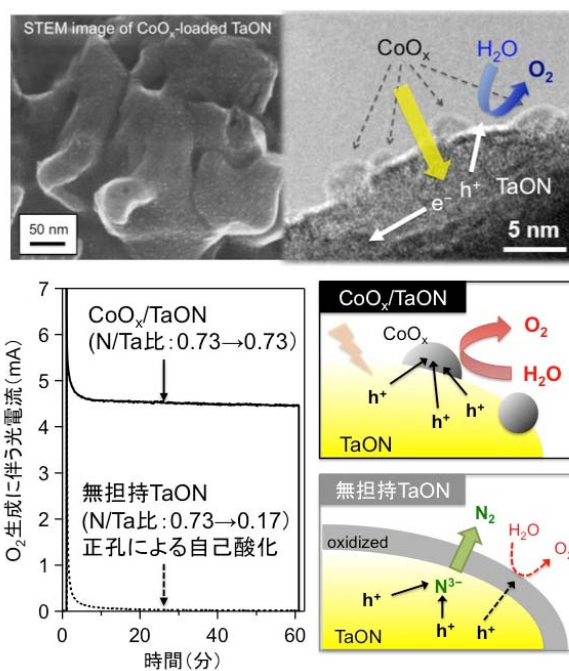 STEM image of CoOx-loaded TaON
50 nm
CoOx
H2O
O2
TaON
e−
h+
5 nm
O2生成に伴う光電流(mA)
7
6
5
4
3
2
1
0
0
20
40
60
時間(分)
CoOx/TaON
(N/Ta比:0.73→0.73)
無担持TaON
(N/Ta比:0.73→0.17)
正孔による自己酸化
CoOx/TaON
CoOx
O2
H2O
h+
h+
h+
TaON
無担持TaON
N2
H2O
O2
oxidized
N3−
h+
h+
h+
TaON